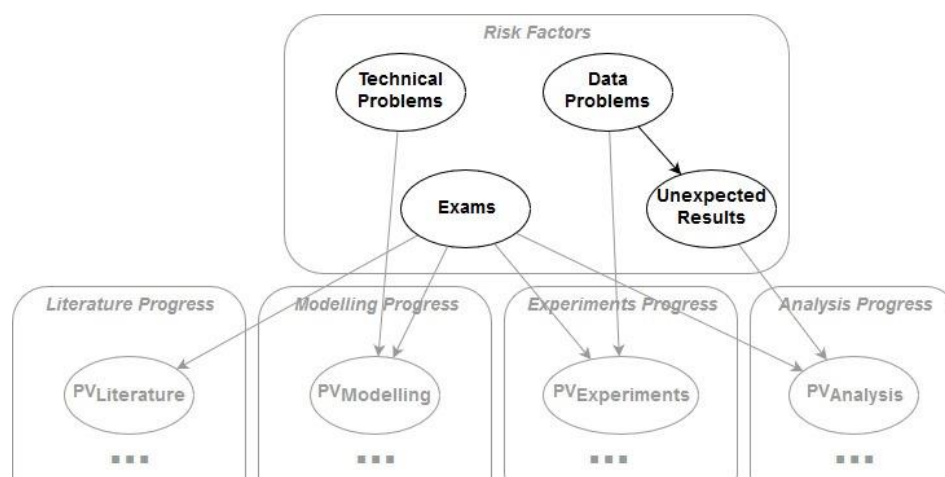 Risk Factors
Technical
Problems
Data
Problems
Exams
Unexpected
Results
Literature Progress
Modelling Progress
Experiments Progress
Analysis Progress
PVLiterature
PVModelling
PVExperiments
PVAnalysis